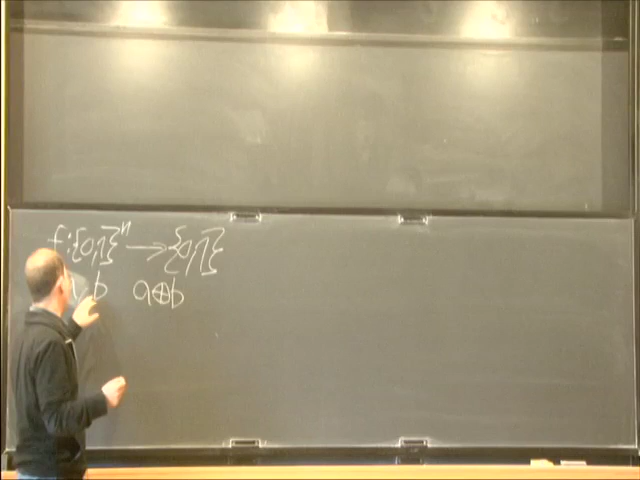 f:{0,1}ⁿ → {0,1}
b a⊕b